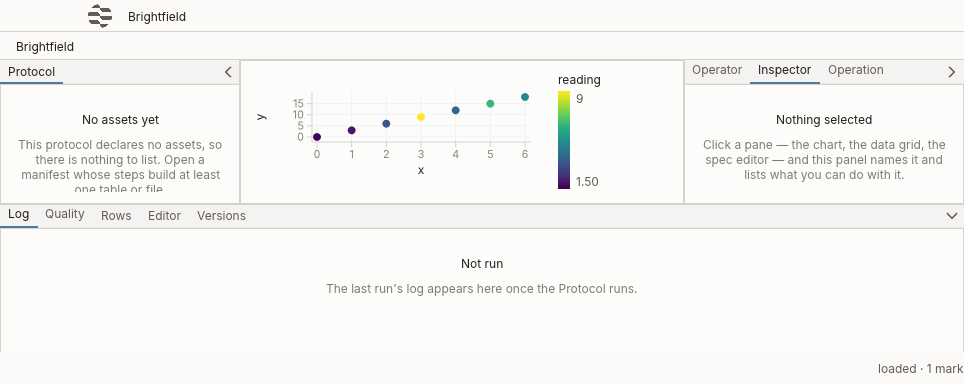 Brightfield
Brightfield
Protocol
No assets yet
This protocol declares no assets, so
there is nothing to list. Open a
manifest whose steps build at least
one table or file
reading
9
1.50
y
15
10
5
0
0 1 2 3 4 5 6
x
Operator Inspector Operation
Nothing selected
Click a pane — the chart, the data grid, the
spec editor — and this panel names it and
lists what you can do with it.
Log Quality Rows Editor Versions
Not run
The last run's log appears here once the Protocol runs.
loaded · 1 mark